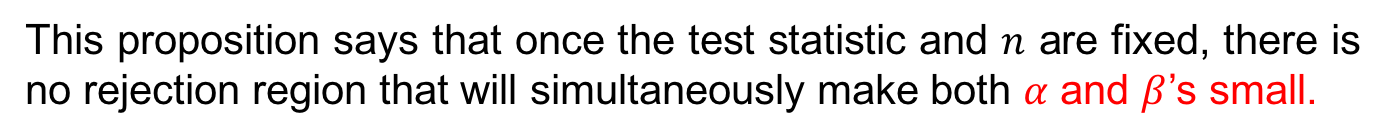 This proposition says that once the test statistic and 𝑛 are fixed, there is
no rejection region that will simultaneously make both 𝛼 and 𝛽’s small.